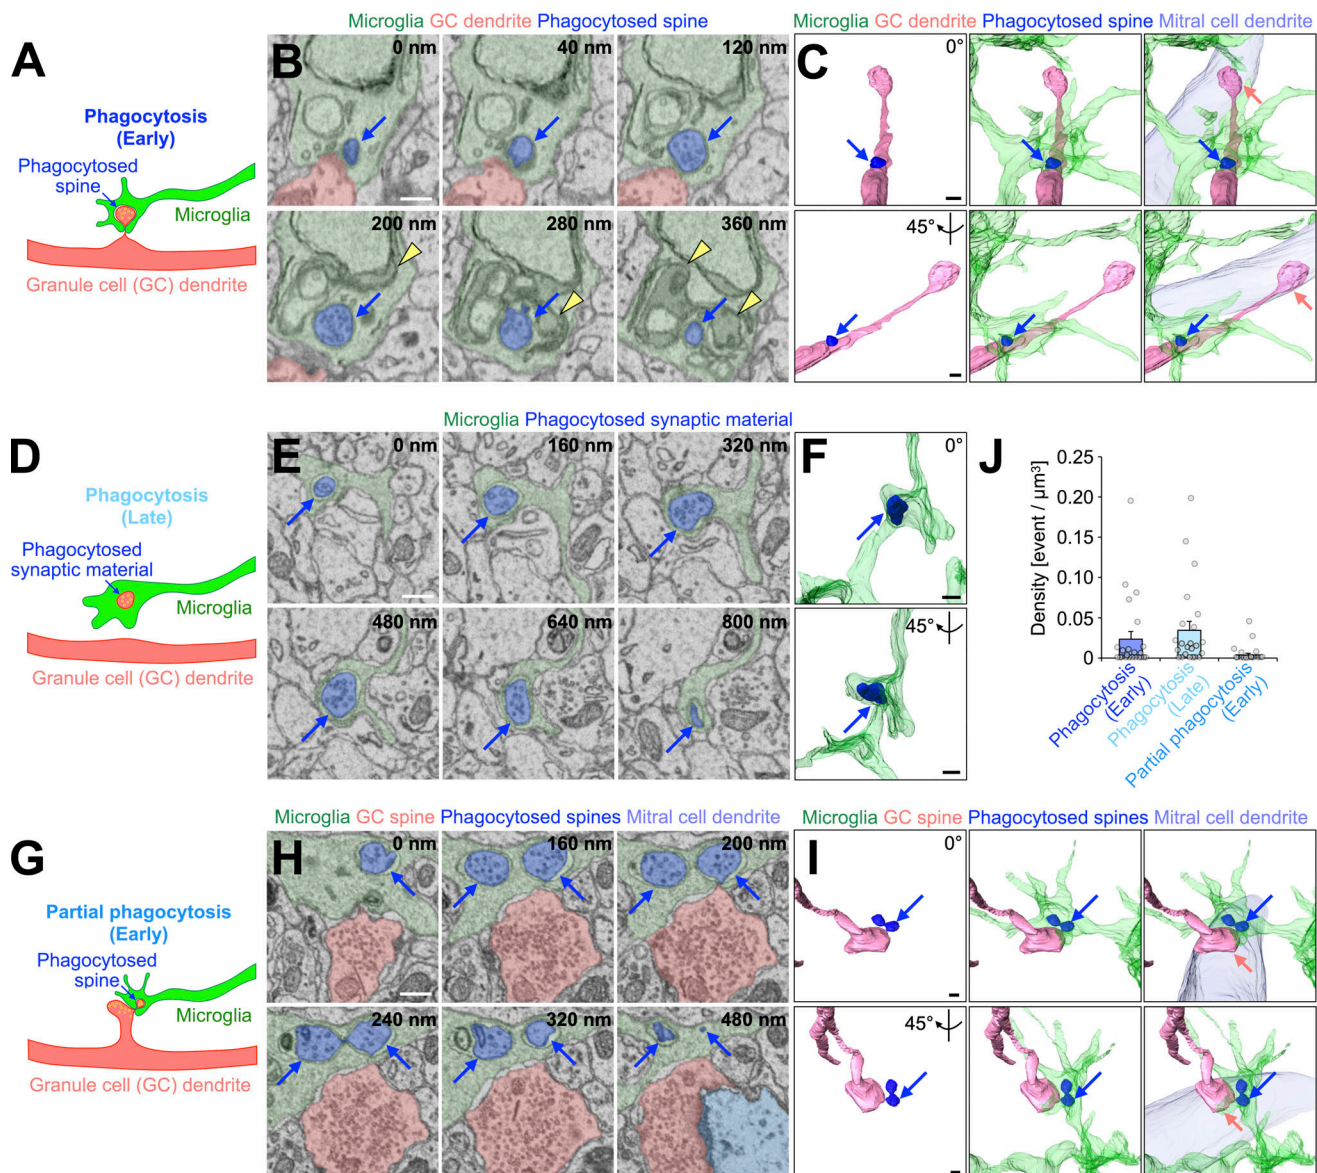 A
Phagocytosis
(Early)
Phagocytosed
spine
Microglia
Granule cell (GC) dendrite
Microglia GC dendrite Phagocytosed spine
B
0 nm
40 nm
120 nm
200 nm
280 nm
360 nm
Microglia GC dendrite Phagocytosed spine Mitral cell dendrite
C
0°
45°
D
Phagocytosis
(Late)
Phagocytosed
synaptic material
Microglia
Granule cell (GC) dendrite
Microglia Phagocytosed synaptic material
E
0 nm
160 nm
320 nm
480 nm
640 nm
800 nm
F
0°
45°
J
Density [event / µm³]
0.25
0.20
0.15
0.10
0.05
0
Phagocytosis
(Early)
Phagocytosis
(Late)
Partial phagocytosis
(Early)
G
Partial phagocytosis
(Early)
Phagocytosed
spine
Microglia
Granule cell (GC) dendrite
Microglia GC spine Phagocytosed spines Mitral cell dendrite
H
0 nm
160 nm
200 nm
240 nm
320 nm
480 nm
Microglia GC spine Phagocytosed spines Mitral cell dendrite
I
0°
45°